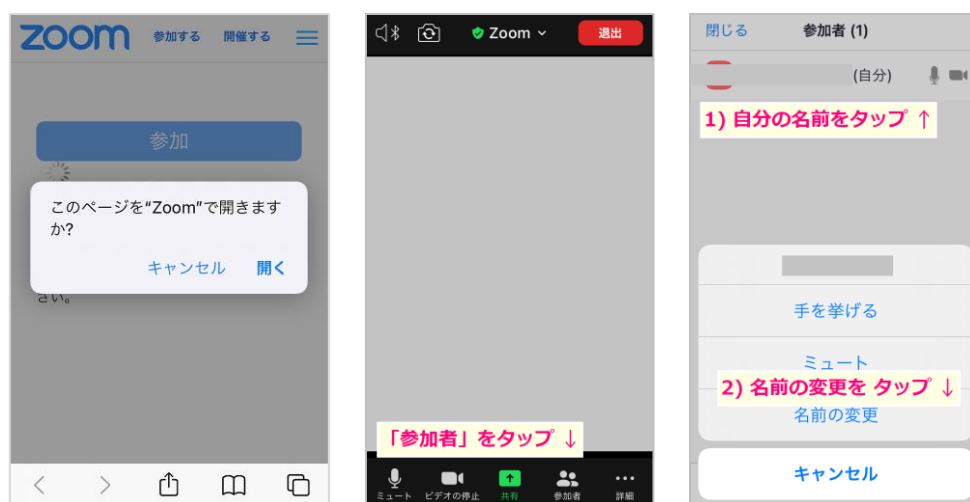 zoom 参加する 開催する
参加
このページを“Zoom”で開きます
か?
キャンセル 開く
さい。
Zoom
退出
「参加者」をタップ ↓
ミュート ビデオの停止 共有 参加者 詳細
閉じる 参加者 (1)
(自分)
1) 自分の名前をタップ ↑
手を挙げる
ミュート
2) 名前の変更を タップ ↓
名前の変更
キャンセル